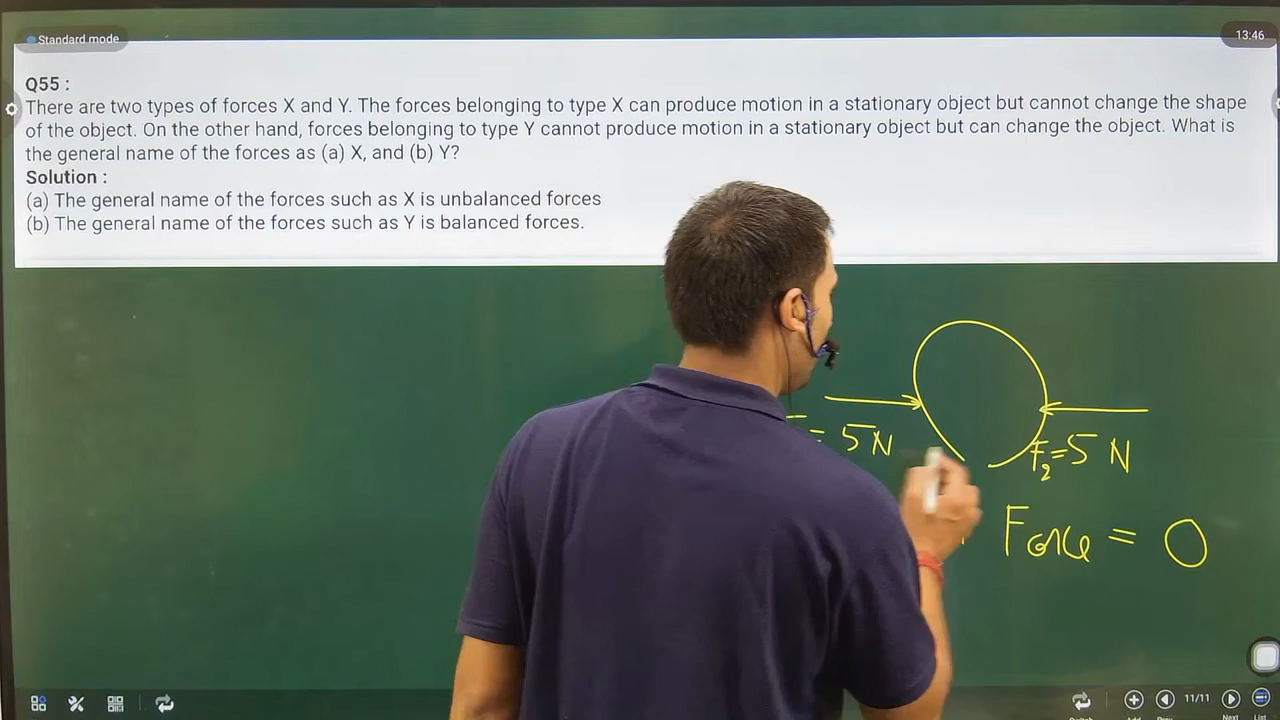 Standard mode
13:46
Q55 :
There are two types of forces X and Y. The forces belonging to type X can produce motion in a stationary object but cannot change the shape
of the object. On the other hand, forces belonging to type Y cannot produce motion in a stationary object but can change the object. What is
the general name of the forces as (a) X, and (b) Y?
Solution :
(a) The general name of the forces such as X is unbalanced forces
(b) The general name of the forces such as Y is balanced forces.
= 5 N
F₂=5 N
Force = 0
11/11